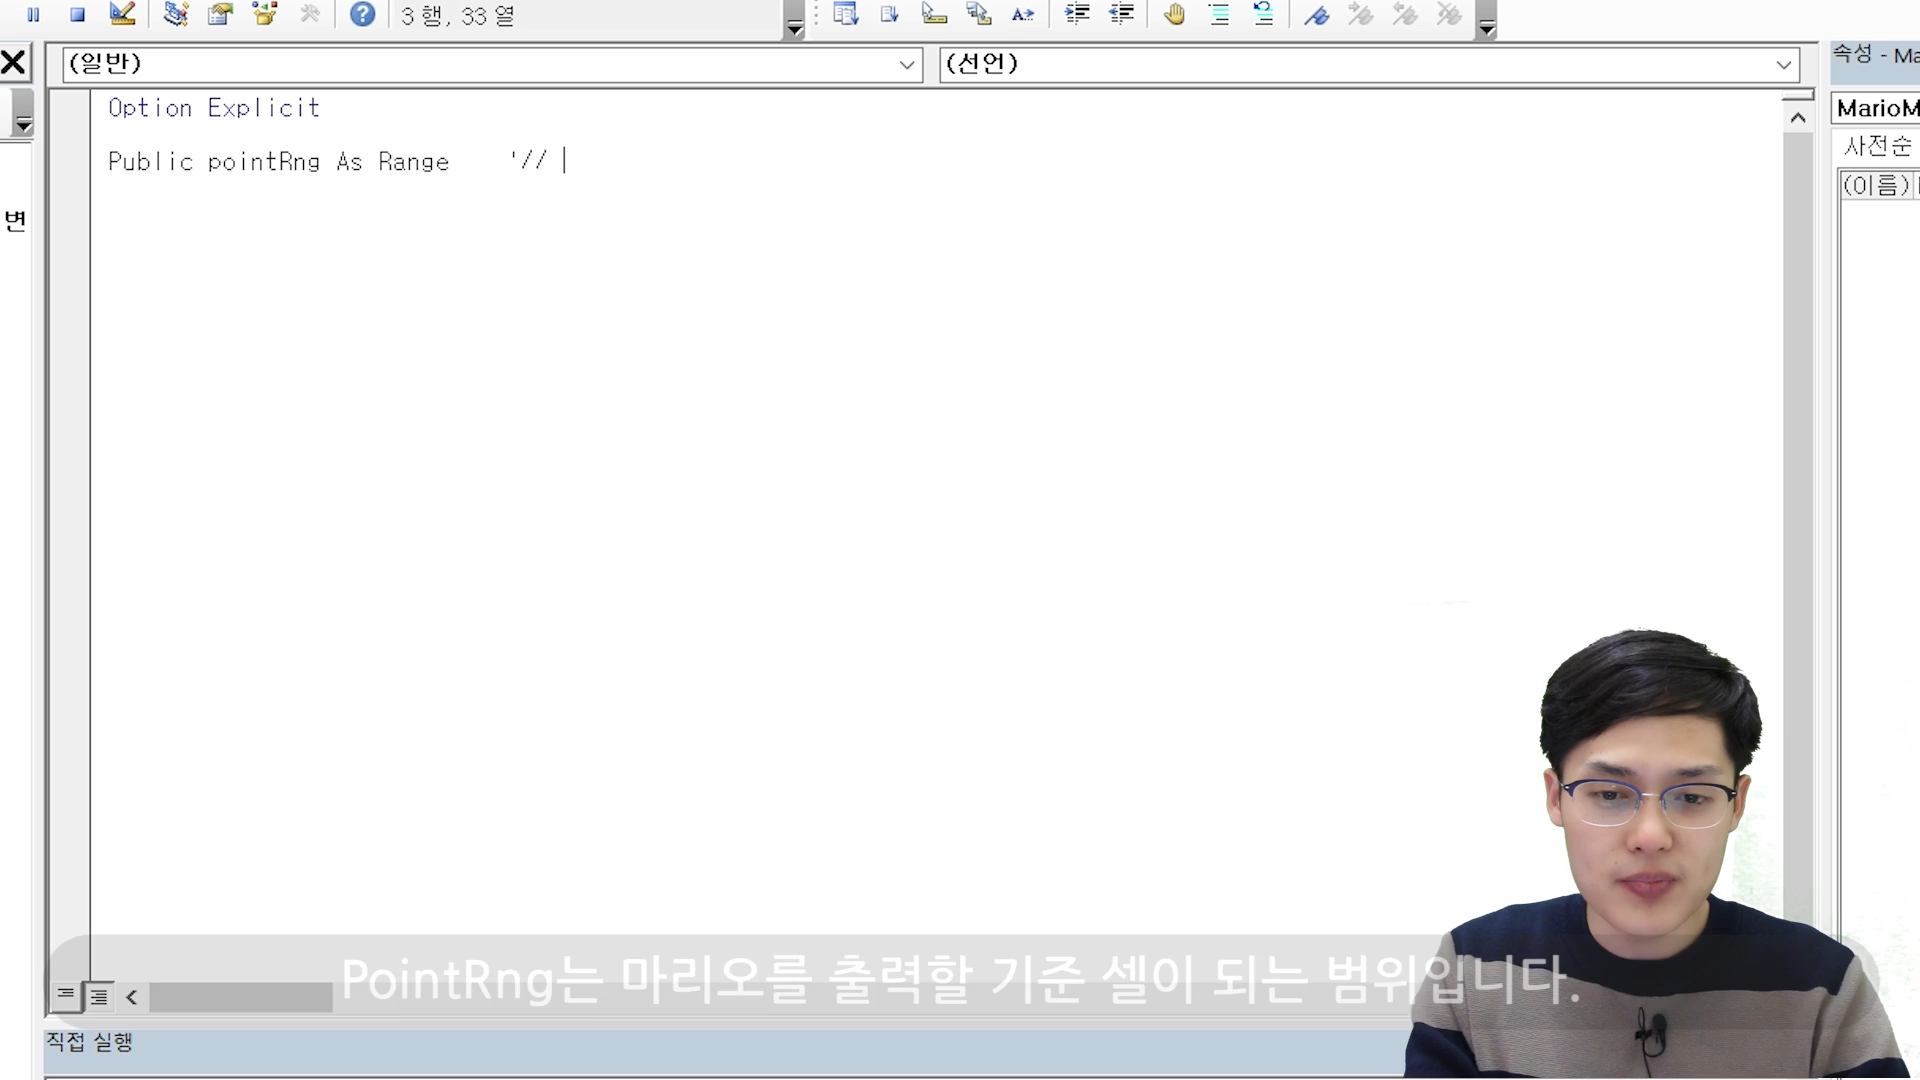 3 행, 33 열
(일반)
(선언)
속성 - Ma
Option Explicit
MarioM
사전순
Public pointRng As Range '//
(이름)
변
PointRng는 마리오를 출력할 기준 셀이 되는 범위입니다.
직접 실행